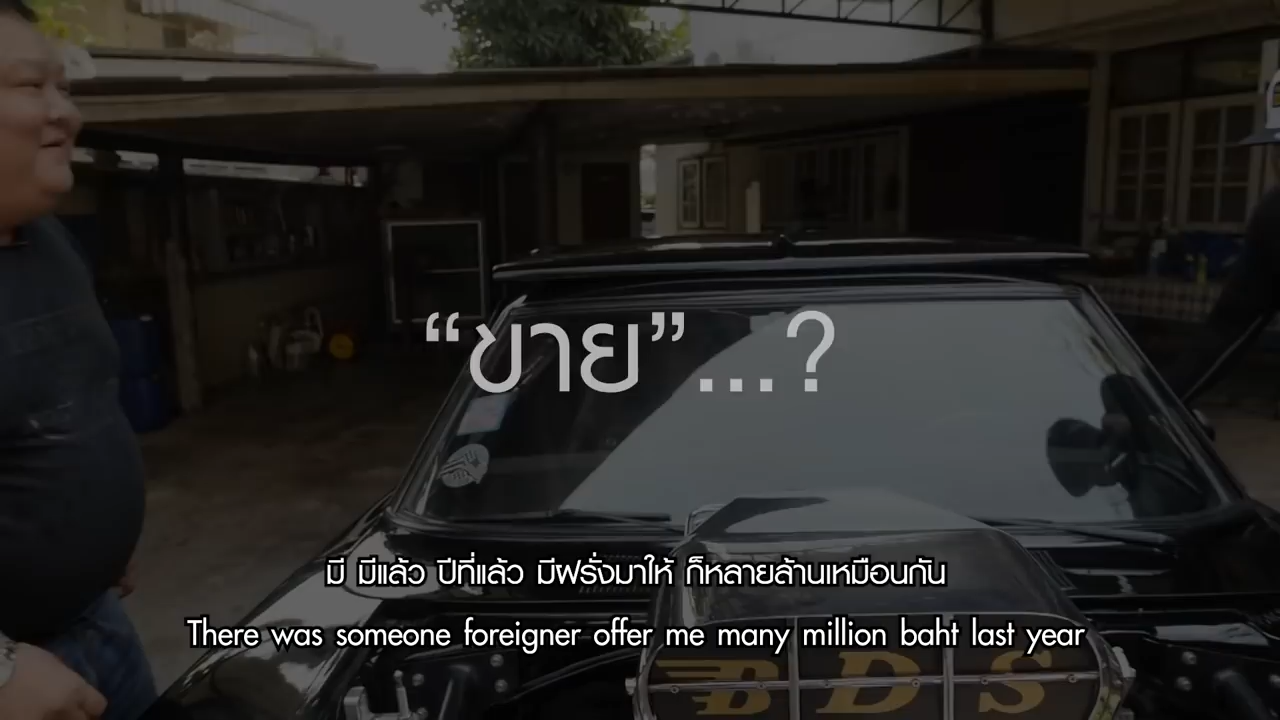 “ขาย”...?
มี มีแล้ว ปีที่แล้ว มีฝรั่งมาให้ ก็หลายล้านเหมือนกัน
There was someone foreigner offer me many million baht last year
BDS